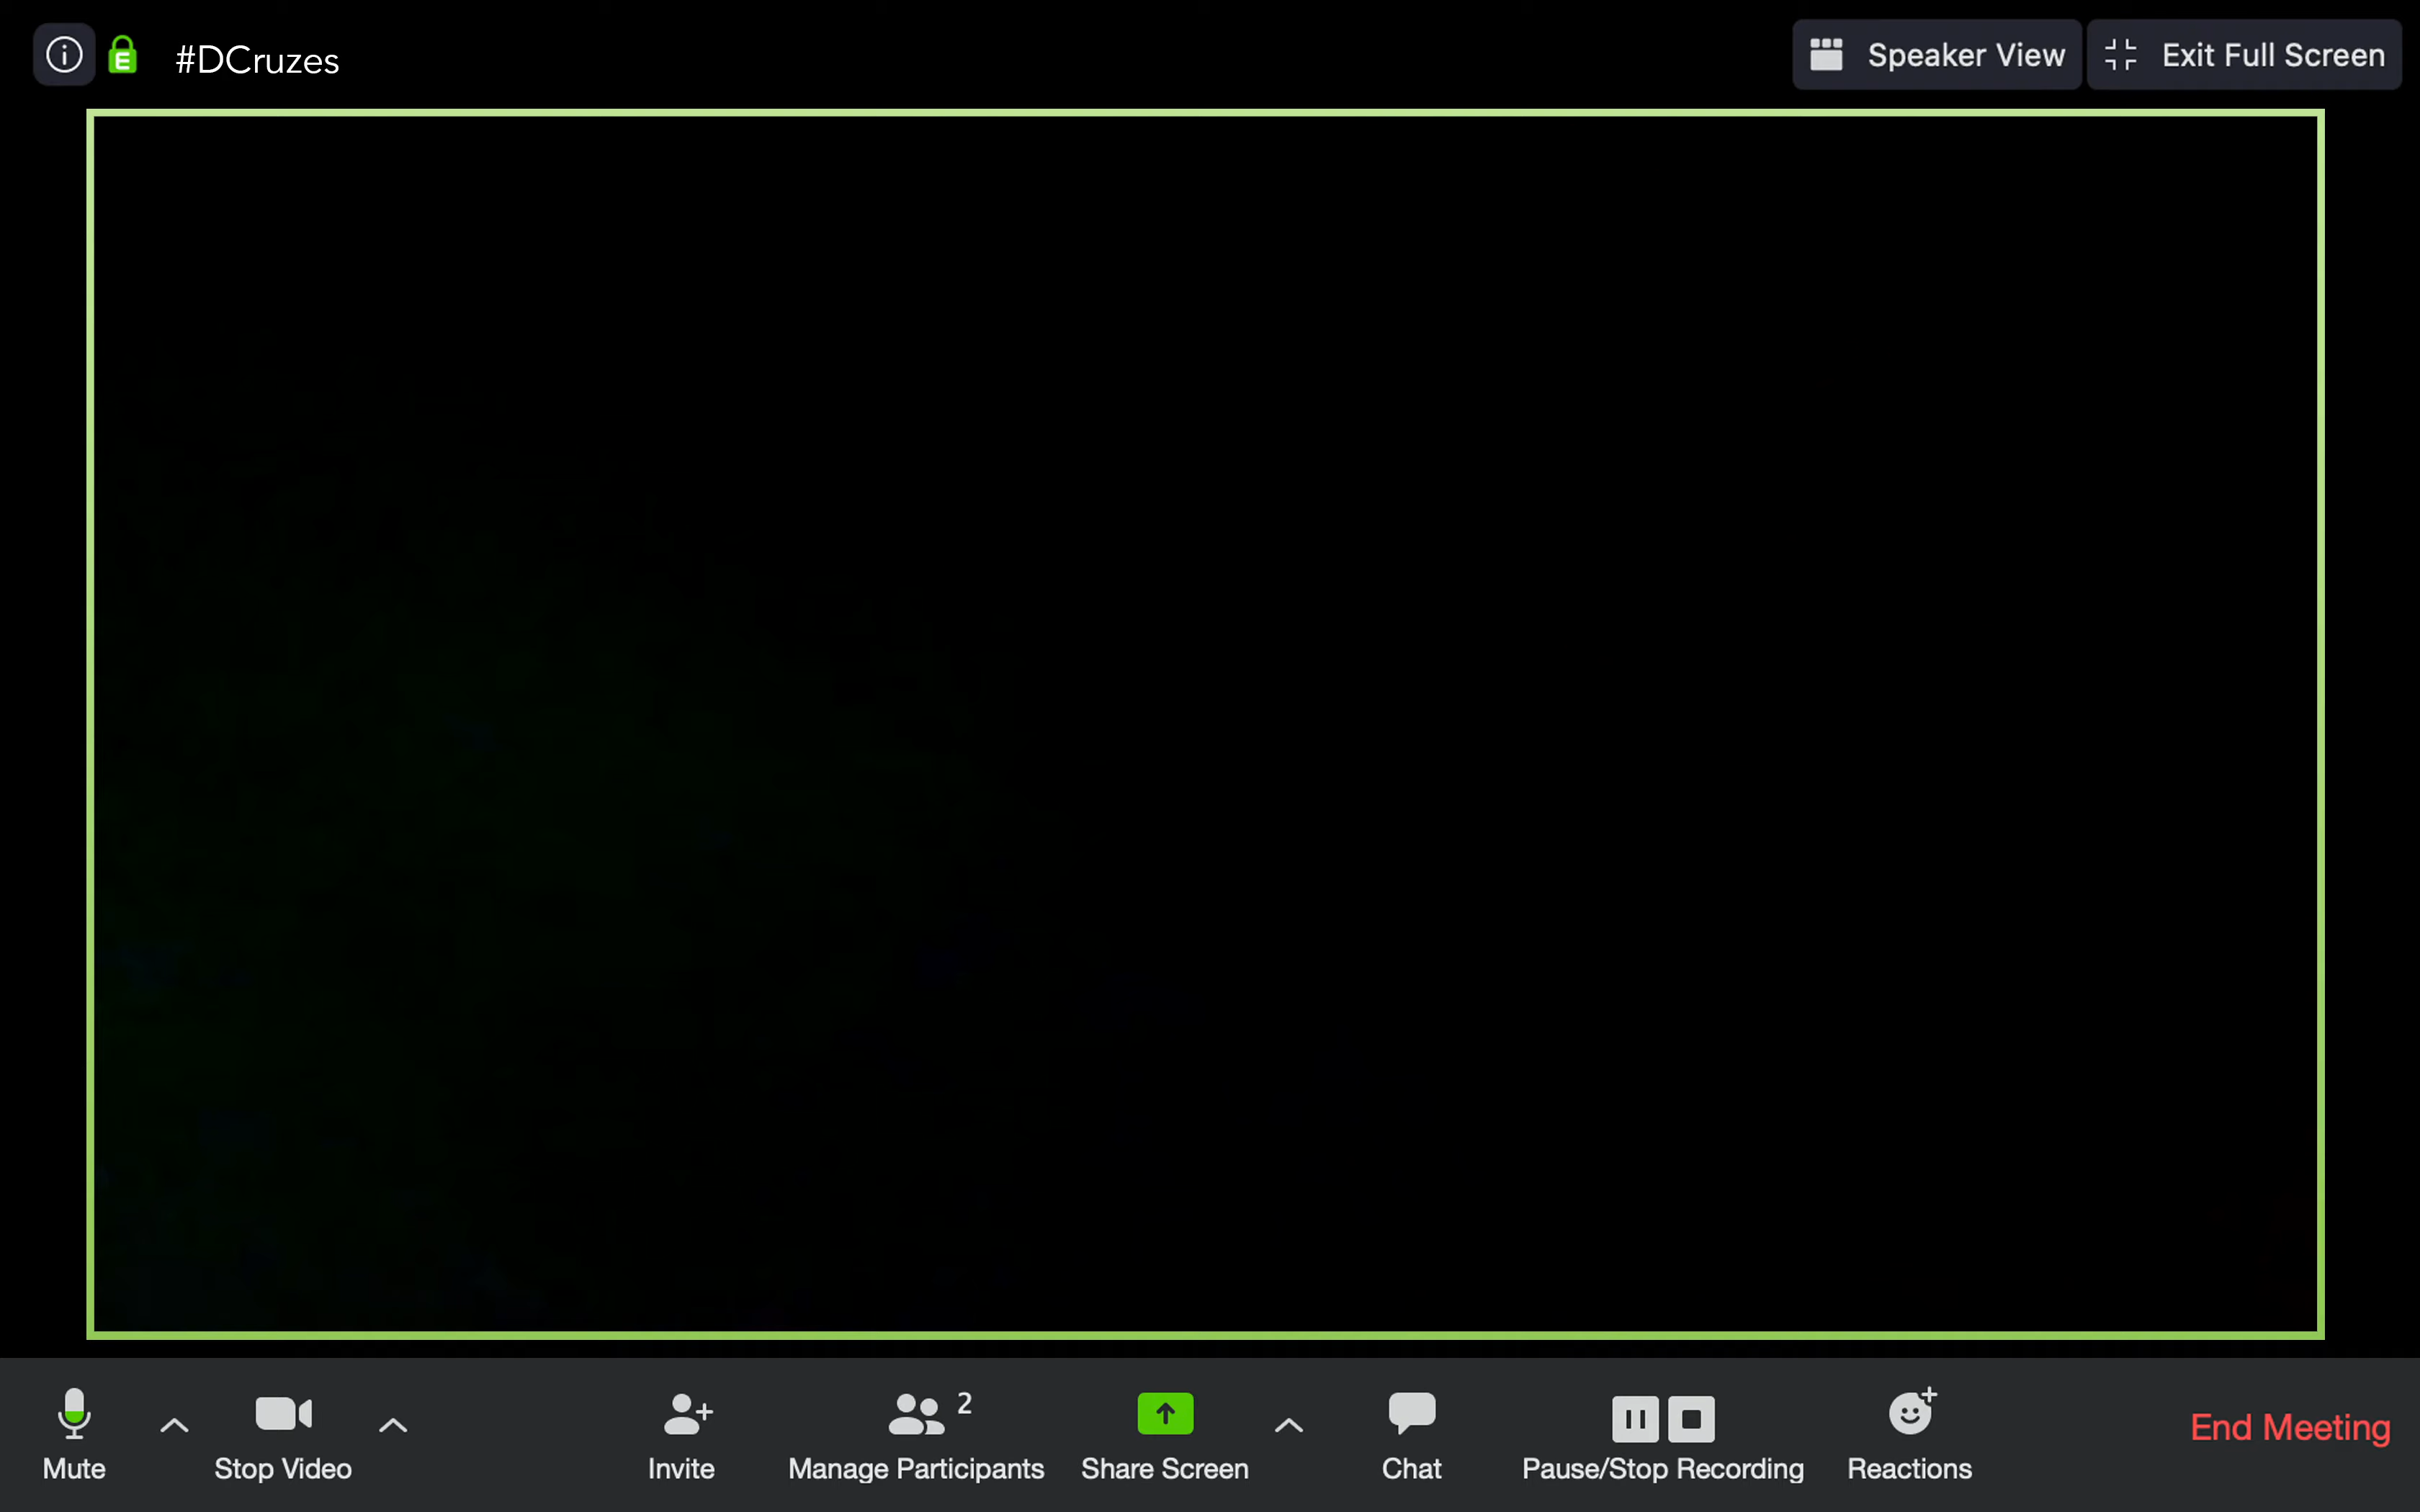 #DCruzes
Speaker View
Exit Full Screen
E
2
Mute
Stop Video
Invite
Manage Participants
Share Screen
Chat
Pause/Stop Recording
Reactions
End Meeting